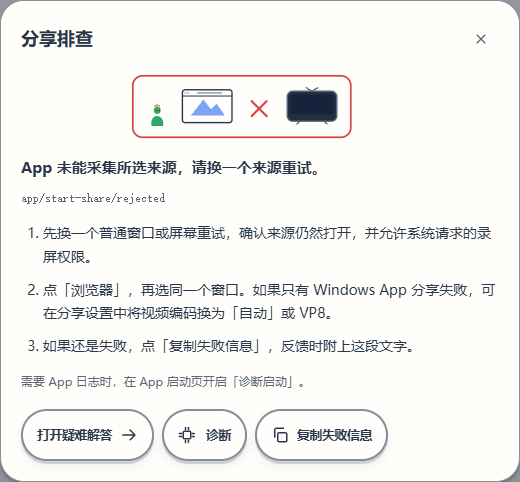 分享排查
App 未能采集所选来源，请换一个来源重试。
app/start-share/rejected
1. 先换一个普通窗口或屏幕重试，确认来源仍然打开，并允许系统请求的录
屏权限。
2. 点「浏览器」，再选同一个窗口。如果只有 Windows App 分享失败，可
在分享设置中将视频编码换为「自动」或 VP8。
3. 如果还是失败，点「复制失败信息」，反馈时附上这段文字。
需要 App 日志时，在 App 启动页开启「诊断启动」。
打开疑难解答 → 诊断 复制失败信息